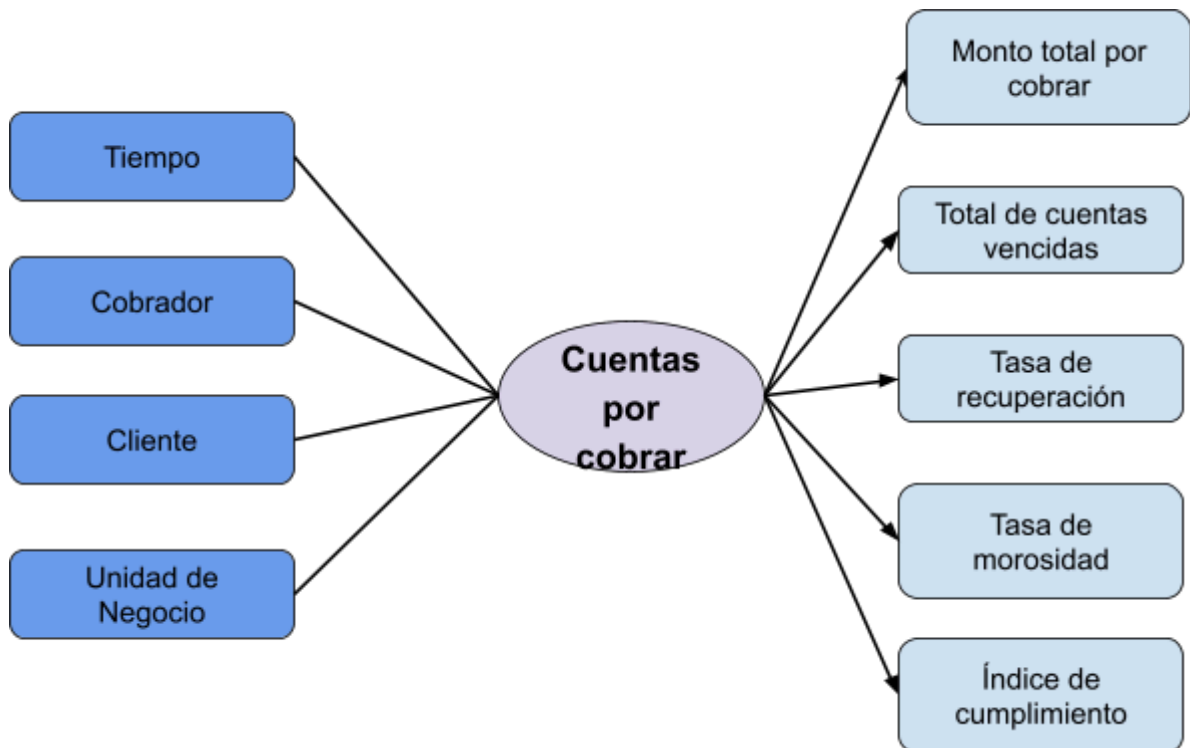 Tiempo
Cobrador
Cliente
Unidad de
Negocio
Cuentas
por
cobrar
Monto total por
cobrar
Total de cuentas
vencidas
Tasa de
recuperación
Tasa de
morosidad
Índice de
cumplimiento